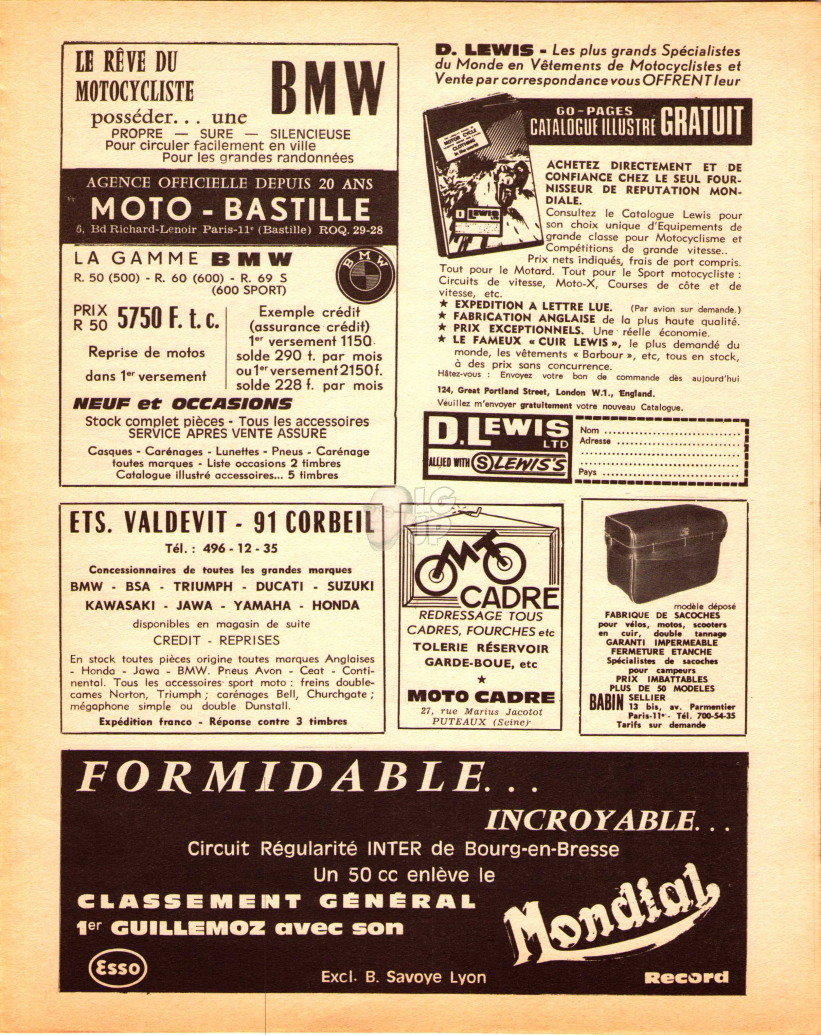 LE RÊVE DU
MOTOCYCLISTE
posséder... une
BMW
PROPRE — SURE — SILENCIEUSE
Pour circuler facilement en ville
Pour les grandes randonnées
AGENCE OFFICIELLE DEPUIS 20 ANS
MOTO - BASTILLE
6, Bd Richard-Lenoir Paris-11e (Bastille) ROQ. 29-28
LA GAMME BMW
R. 50 (500) - R. 60 (600) - R. 69 S
(600 SPORT)
BMW
PRIX
R 50
5750 F. t. c.
Reprise de motos
dans 1er versement
Exemple crédit
(assurance crédit)
1er versement 1150.
solde 290 f. par mois
ou 1er versement 2150 f.
solde 228 f. par mois
NEUF et OCCASIONS
Stock complet pièces - Tous les accessoires
SERVICE APRES VENTE ASSURÉ
Casques - Carénages - Lunettes - Pneus - Carénage
toutes marques - Liste occasions 2 timbres
Catalogue illustré accessoires... 5 timbres
D. LEWIS - Les plus grands Spécialistes
du Monde en Vêtements de Motocyclistes et
Vente par correspondance vous OFFRENT leur
60-PAGES
CATALOGUE ILLUSTRÉ GRATUIT
MOTOR CYCLE
CLOTHING
D LEWIS LTD
ACHETEZ DIRECTEMENT ET DE
CONFIANCE CHEZ LE SEUL FOUR-
NISSEUR DE REPUTATION MON-
DIALE.
Consultez le Catalogue Lewis pour
son choix unique d'Equipements de
grande classe pour Motocyclisme et
Compétitions de grande vitesse..
Prix nets indiqués, frais de port compris.
Tout pour le Motard. Tout pour le Sport motocycliste :
Circuits de vitesse, Moto-X, Courses de côte et de
vitesse, etc.
★ EXPEDITION A LETTRE LUE. (Par avion sur demande.)
★ FABRICATION ANGLAISE de la plus haute qualité.
★ PRIX EXCEPTIONNELS. Une réelle économie.
★ LE FAMEUX « CUIR LEWIS », le plus demandé du
monde, les vêtements « Barbour », etc, tous en stock,
à des prix sans concurrence.
Hâtez-vous : Envoyez votre bon de commande dès aujourd'hui
124, Great Portland Street, London W.1., England.
Veuillez m'envoyer gratuitement votre nouveau Catalogue.
D. LEWIS
LTD
ALLIED WITH S LEWIS'S
Nom
Adresse
Pays
ETS. VALDEVIT - 91 CORBEIL
Tél. : 496-12-35
Concessionnaires de toutes les grandes marques
BMW - BSA - TRIUMPH - DUCATI - SUZUKI
KAWASAKI - JAWA - YAMAHA - HONDA
disponibles en magasin de suite
CREDIT - REPRISES
En stock toutes pièces origine toutes marques Anglaises
- Honda - Jawa - BMW. Pneus Avon - Ceat - Conti-
nental. Tous les accessoires sport moto : freins double-
cames Norton, Triumph ; carénages Bell, Churchgate ;
mégaphone simple ou double Dunstall.
Expédition franco - Réponse contre 3 timbres
MOTO
CADRE
REDRESSAGE TOUS
CADRES, FOURCHES etc
TOLERIE RÉSERVOIR
GARDE-BOUE, etc
★
MOTO CADRE
27, rue Marius Jacotot
PUTEAUX (Seine)
modèle déposé
FABRIQUE DE SACOCHES
pour vélos, motos, scooters
en cuir, double tannage
GARANTI IMPERMEABLE
FERMETURE ETANCHE
Spécialistes de sacoches
pour campeurs
PRIX IMBATTABLES
PLUS DE 50 MODELES
BABIN SELLIER
13 bis, av. Parmentier
Paris-11e - Tél. 700-54-35
Tarifs sur demande
FORMIDABLE...
INCROYABLE...
Circuit Régularité INTER de Bourg-en-Bresse
Un 50 cc enlève le
CLASSEMENT GÉNÉRAL
1er GUILLEMOZ avec son
Mondial
Esso
Excl. B. Savoye Lyon
Record